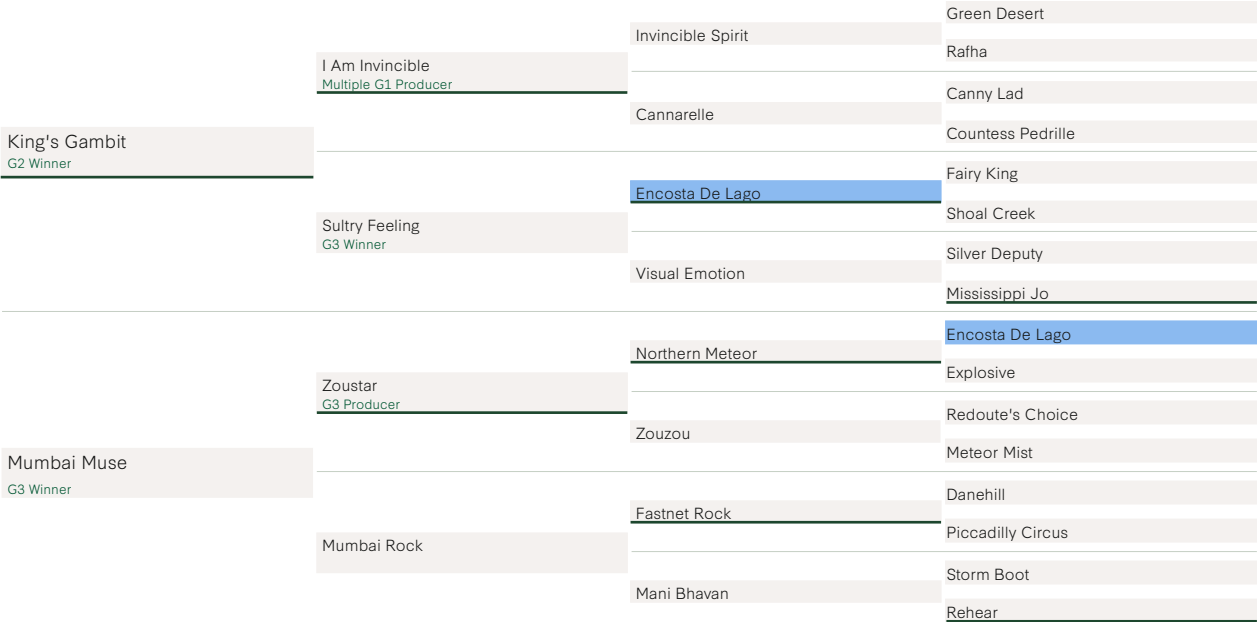 Green Desert
Invincible Spirit
Rafha
I Am Invincible
Multiple G1 Producer
Canny Lad
Cannarelle
Countess Pedrille
King's Gambit
G2 Winner
Fairy King
Encosta De Lago
Shoal Creek
Sultry Feeling
G3 Winner
Silver Deputy
Visual Emotion
Mississippi Jo
Encosta De Lago
Northern Meteor
Explosive
Zoustar
G3 Producer
Redoute's Choice
Zouzou
Meteor Mist
Mumbai Muse
G3 Winner
Danehill
Fastnet Rock
Piccadilly Circus
Mumbai Rock
Storm Boot
Mani Bhavan
Rehear